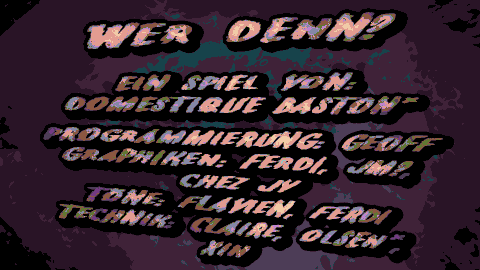 WER DENN?
EIN SPIEL VON:
DOMESTIQUE BASTON*
PROGRAMMIERUNG: GEOFF
GRAPHIKEN: FERDI, JM?,
CHEZ JY
TÖNE: FLAVIEN, FERDI
TECHNIK: CLAIRE, OLSEN*,
XIN